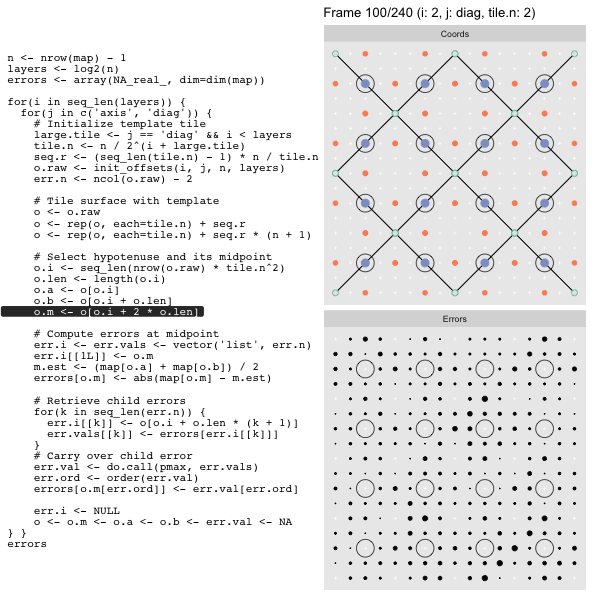 Frame 100/240 (i: 2, j: diag, tile.n: 2)
Coords
n <- nrow(map) - 1
layers <- log2(n)
errors <- array(NA_real_, dim=dim(map))
for(i in seq_len(layers)) {
  for(j in c('axis', 'diag')) {
    # Initialize template tile
    large.tile <- j == 'diag' && i < layers
    tile.n <- n / 2^(i + large.tile)
    seq.r <- (seq_len(tile.n) - 1) * n / tile.n
    o.raw <- init_offsets(i, j, n, layers)
    err.n <- ncol(o.raw) - 2
    # Tile surface with template
    o <- o.raw
    o <- rep(o, each=tile.n) + seq.r
    o <- rep(o, each=tile.n) + seq.r * (n + 1)
    # Select hypotenuse and its midpoint
    o.i <- seq_len(nrow(o.raw) * tile.n^2)
    o.len <- length(o.i)
    o.a <- o[o.i]
    o.b <- o[o.i + o.len]
    o.m <- o[o.i + 2 * o.len]
    # Compute errors at midpoint
    err.i <- err.vals <- vector('list', err.n)
    err.i[[1L]] <- o.m
    m.est <- (map[o.a] + map[o.b]) / 2
    errors[o.m] <- abs(map[o.m] - m.est)
    # Retrieve child errors
    for(k in seq_len(err.n)) {
      err.i[[k]] <- o[o.i + o.len * (k + 1)]
      err.vals[[k]] <- errors[err.i[[k]]]
    }
    # Carry over child error
    err.val <- do.call(pmax, err.vals)
    err.ord <- order(err.val)
    errors[o.m[err.ord]] <- err.val[err.ord]
    err.i <- NULL
    o <- o.m <- o.a <- o.b <- err.val <- NA
} }
errors
Errors